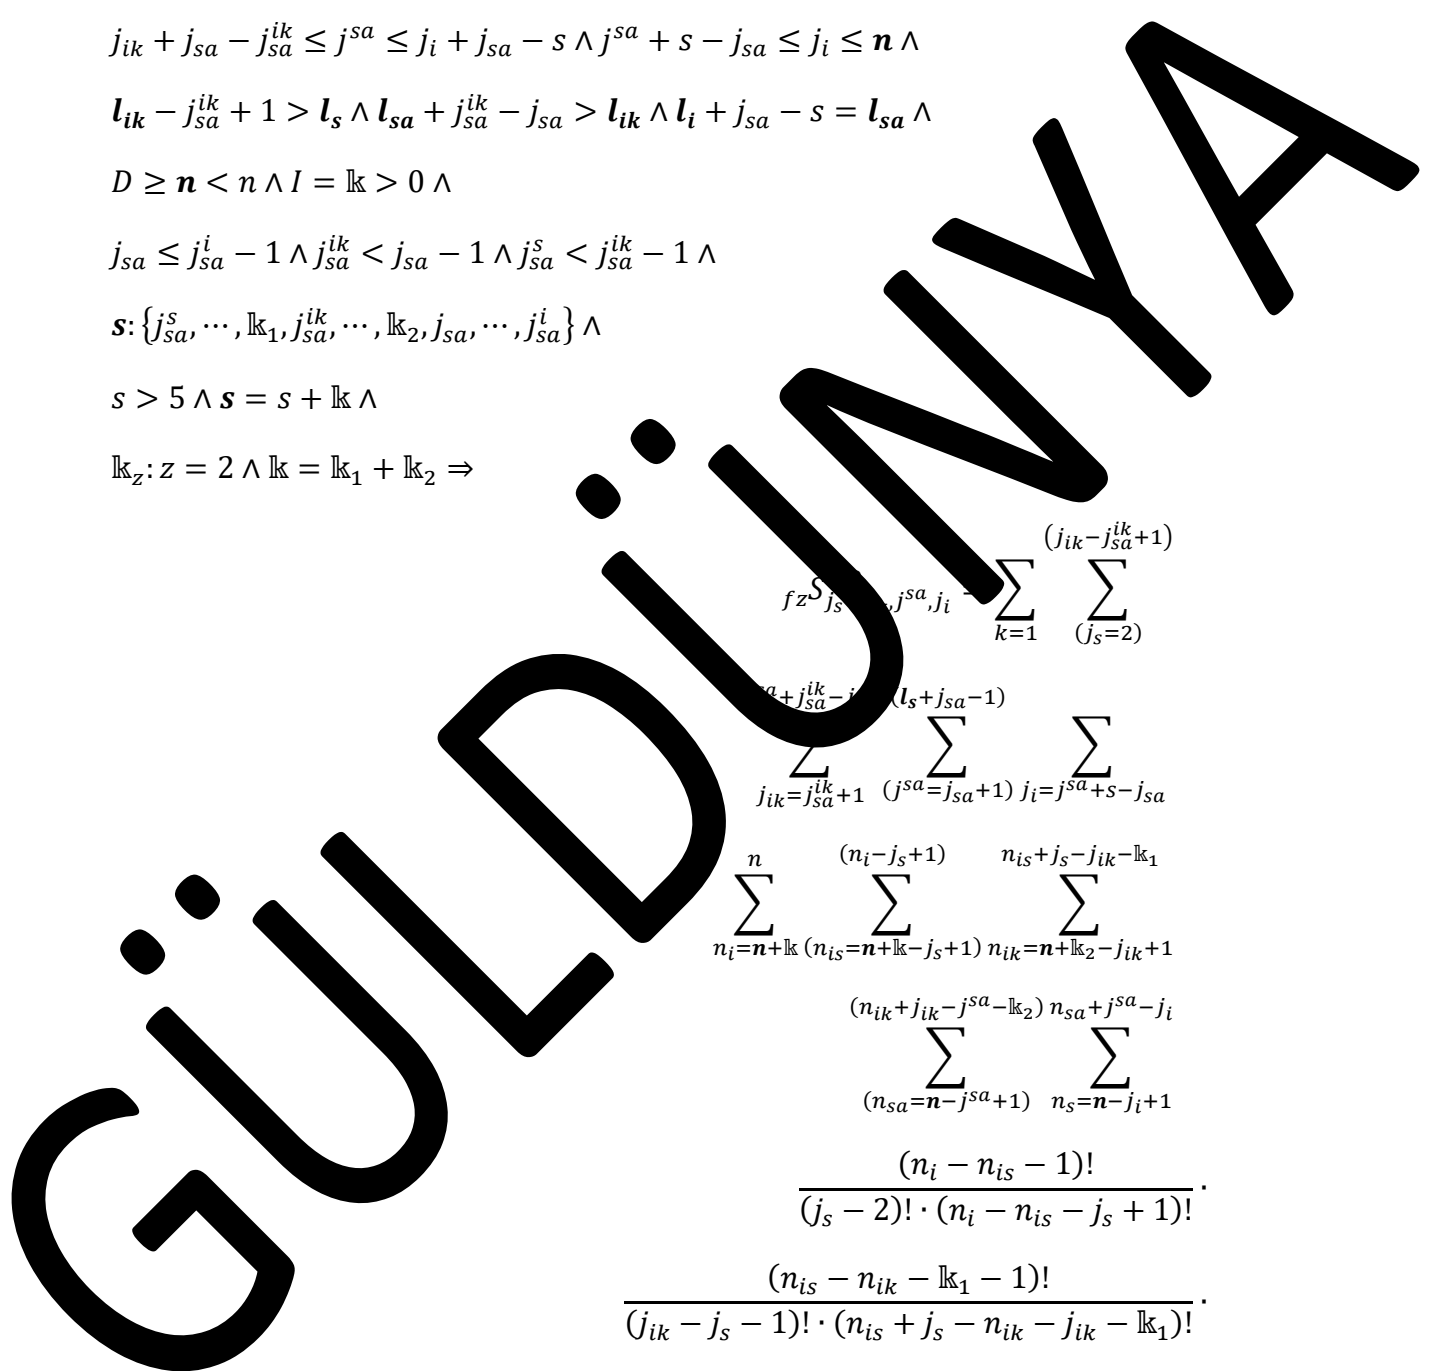 j_{ik} + j_{sa} − j_{sa}^{ik} ≤ j^{sa} ≤ j_i + j_{sa} − s ∧ j^{sa} + s − j_{sa} ≤ j_i ≤ n ∧
l_{ik} − j_{sa}^{ik} + 1 > l_s ∧ l_{sa} + j_{sa}^{ik} − j_{sa} > l_{ik} ∧ l_i + j_{sa} − s = l_{sa} ∧
D ≥ n < n ∧ I = 𝕜 > 0 ∧
j_{sa} ≤ j_{sa}^i − 1 ∧ j_{sa}^{ik} < j_{sa} − 1 ∧ j_{sa}^s < j_{sa}^{ik} − 1 ∧
s: {j_{sa}^s, ⋯, 𝕜_1, j_{sa}^{ik}, ⋯, 𝕜_2, j_{sa}, ⋯, j_{sa}^i} ∧
s > 5 ∧ s = s + 𝕜 ∧
𝕜_z: z = 2 ∧ 𝕜 = 𝕜_1 + 𝕜_2 ⇒
_{fz}S_{j_s , j^{sa}, j_i} ∑_{k=1} ∑_{(j_s=2)}^{(j_{ik}−j_{sa}^{ik}+1)}
∑_{j_{ik}=j_{sa}^{ik}+1}^{+j_{sa}^{ik}−} ∑_{(j^{sa}=j_{sa}+1)}^{(l_s+j_{sa}−1)} ∑_{j_i=j^{sa}+s−j_{sa}}
∑_{n_i=n+𝕜}^{n} ∑_{(n_{is}=n+𝕜−j_s+1)}^{(n_i−j_s+1)} ∑_{n_{ik}=n+𝕜_2−j_{ik}+1}^{n_{is}+j_s−j_{ik}−𝕜_1}
∑_{(n_{sa}=n−j^{sa}+1)}^{(n_{ik}+j_{ik}−j^{sa}−𝕜_2)} ∑_{n_s=n−j_i+1}^{n_{sa}+j^{sa}−j_i}
(n_i − n_{is} − 1)!
(j_s − 2)! · (n_i − n_{is} − j_s + 1)! ·
(n_{is} − n_{ik} − 𝕜_1 − 1)!
(j_{ik} − j_s − 1)! · (n_{is} + j_s − n_{ik} − j_{ik} − 𝕜_1)! ·
GÜLDÜNYA